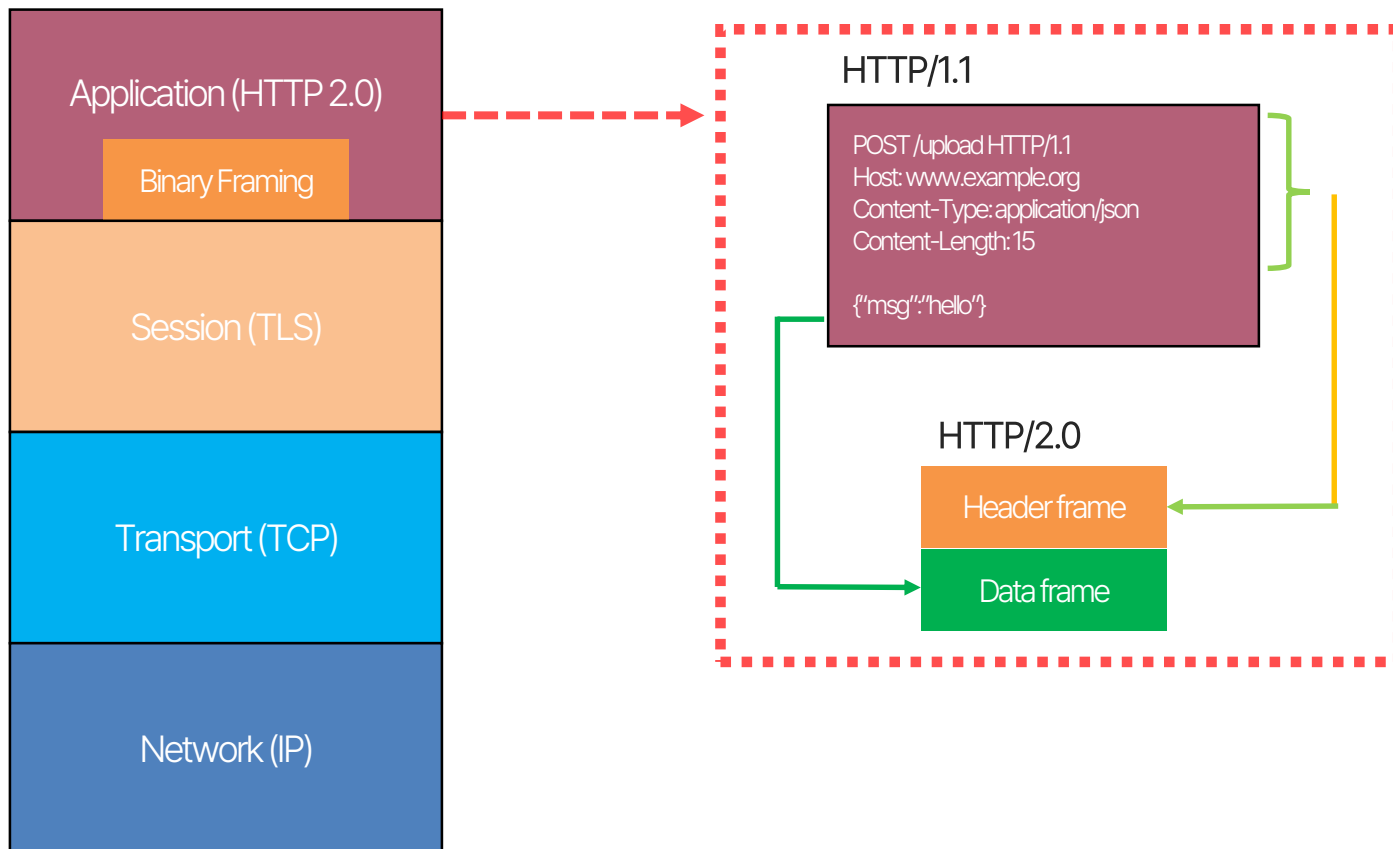 Application (HTTP 2.0)
Binary Framing
Session (TLS)
Transport (TCP)
Network (IP)
HTTP/1.1
POST /upload HTTP/1.1
Host: www.example.org
Content-Type: application/json
Content-Length: 15
{“msg”:“hello”}
HTTP/2.0
Header frame
Data frame